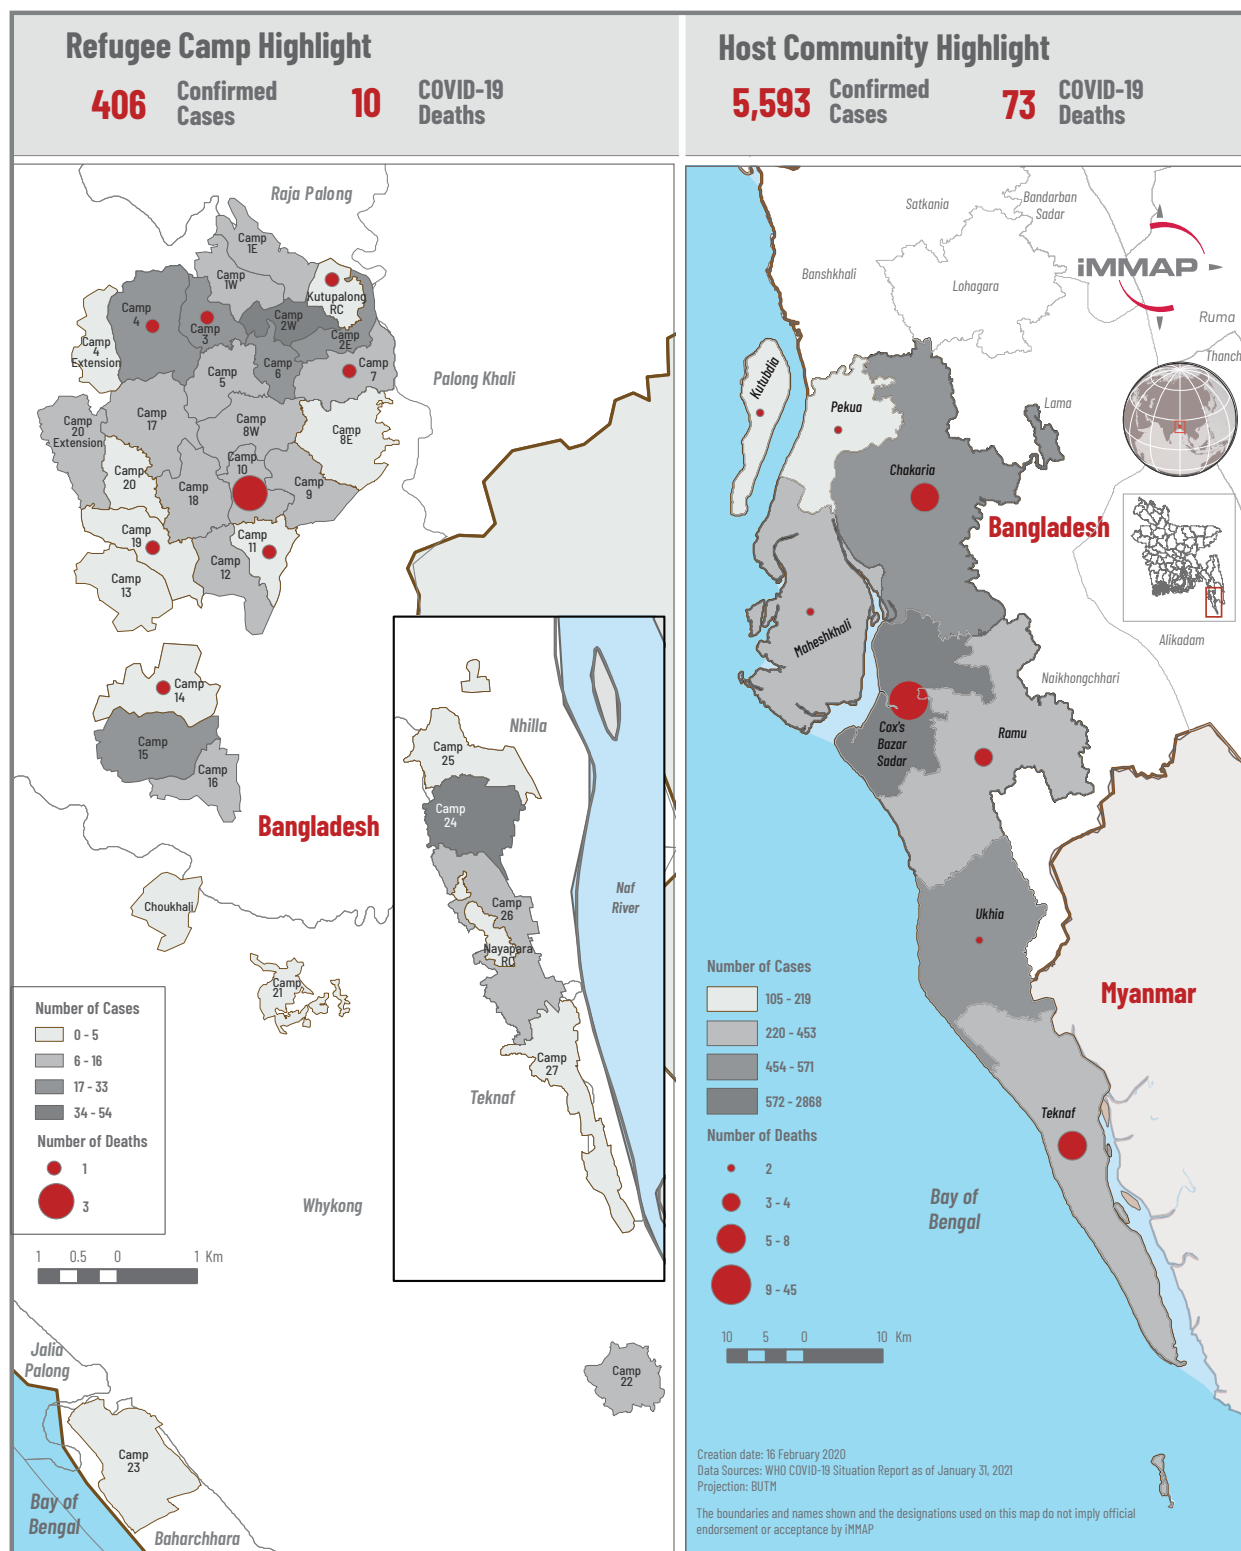 Refugee Camp Highlight
406
Confirmed
Cases
10
COVID-19
Deaths
Host Community Highlight
5,593
Confirmed
Cases
73
COVID-19
Deaths
Raja Palong
Camp
1E
Camp
1W
Kutupalong
RC
Camp
4
Camp
3
Camp
2W
Camp
2E
Camp
4
Extension
Camp
5
Camp
6
Camp
7
Palong Khali
Camp
20
Extension
Camp
17
Camp
8W
Camp
8E
Camp
10
Camp
20
Camp
18
Camp
9
Camp
19
Camp
11
Camp
13
Camp
12
Camp
14
Camp
15
Camp
16
Bangladesh
Choukhali
Camp
21
Nhilla
Camp
25
Camp
24
Camp
26
Nayapara
RC
Camp
27
Naf
River
Teknaf
Whykong
Number of Cases
0 - 5
6 - 16
17 - 33
34 - 54
Number of Deaths
1
3
1 0.5 0 1 Km
Jalia
Palong
Camp
22
Camp
23
Bay of
Bengal
Baharchhara
Satkania
Bandarban
Sadar
Banshkhali
Lohagara
iMMAP
Ruma
Thanch
Kutubdia
Pekua
Lama
Chakaria
Bangladesh
Maheshkhali
Alikadam
Naikhongchhari
Cox's
Bazar
Sadar
Ramu
Ukhia
Myanmar
Teknaf
Number of Cases
105 - 219
220 - 453
454 - 571
572 - 2868
Number of Deaths
2
3 - 4
5 - 8
9 - 45
Bay of
Bengal
10 5 0 10 Km
Creation date: 16 February 2020
Data Sources: WHO COVID-19 Situation Report as of January 31, 2021
Projection: BUTM
The boundaries and names shown and the designations used on this map do not imply official
endorsement or acceptance by iMMAP